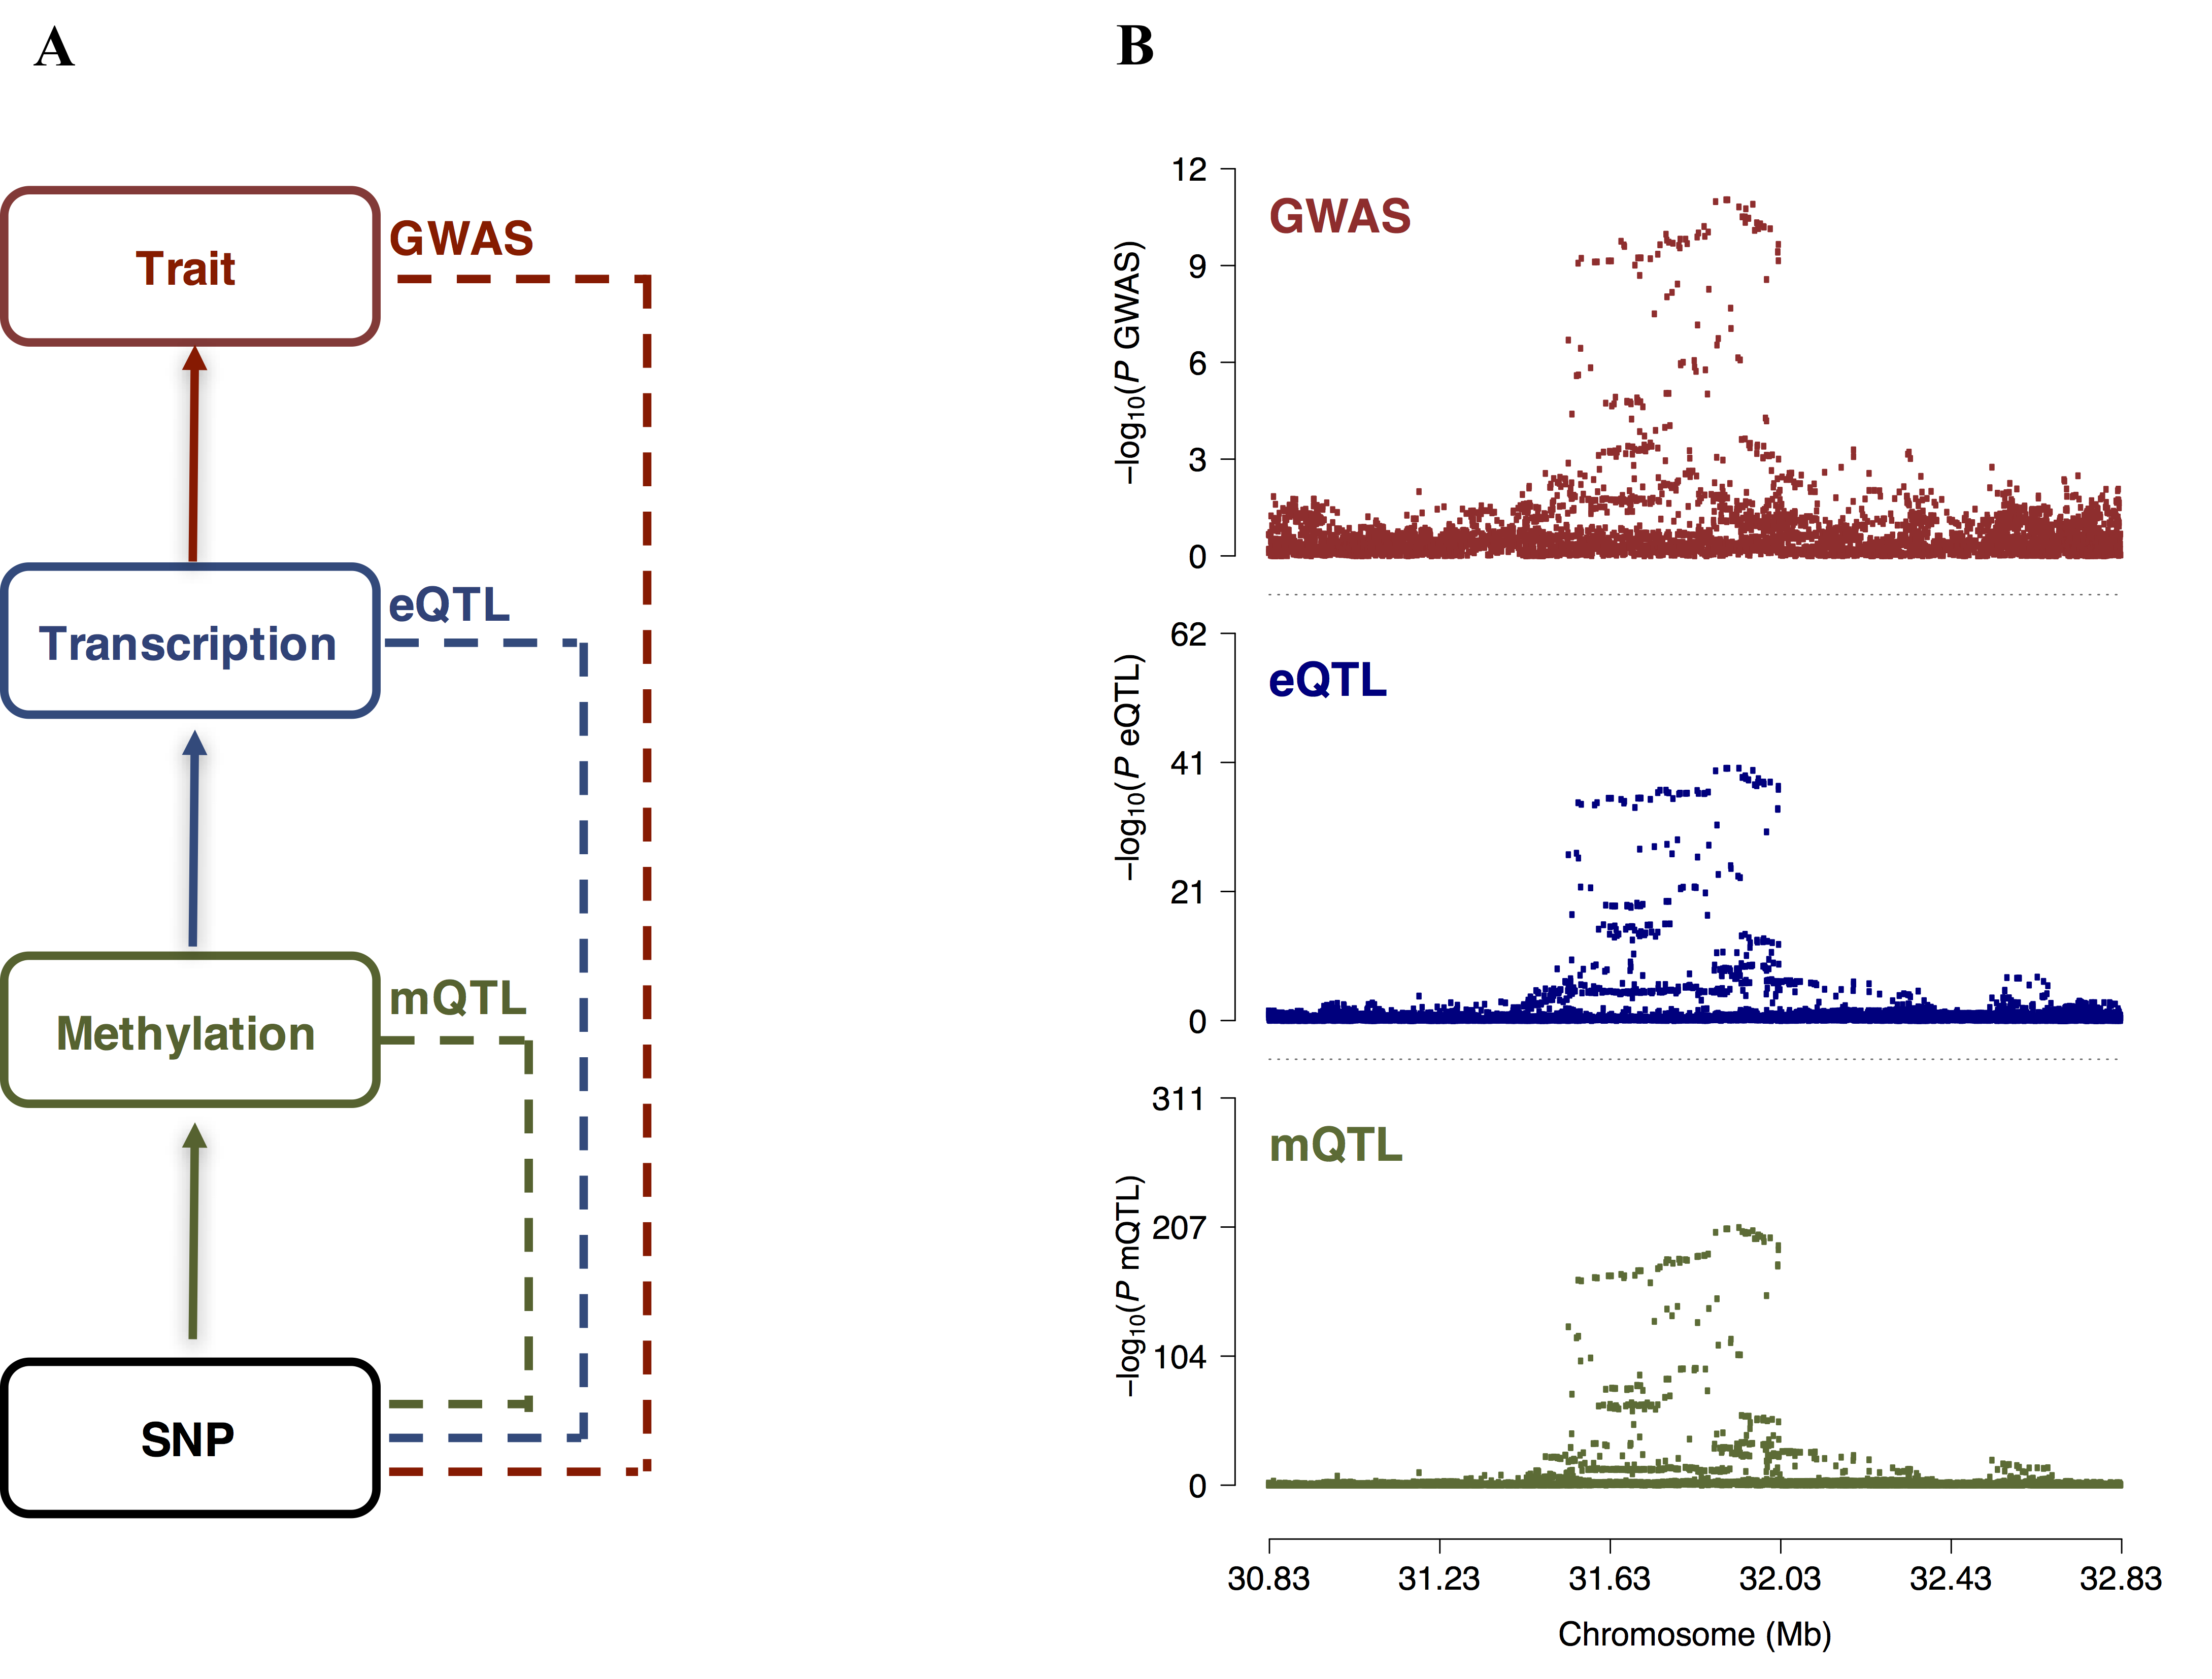 A
Trait
GWAS
Transcription
eQTL
Methylation
mQTL
SNP
B
GWAS
−log10(P GWAS)
12
9
6
3
0
eQTL
−log10(P eQTL)
62
41
21
0
mQTL
−log10(P mQTL)
311
207
104
0
30.83 31.23 31.63 32.03 32.43 32.83
Chromosome (Mb)